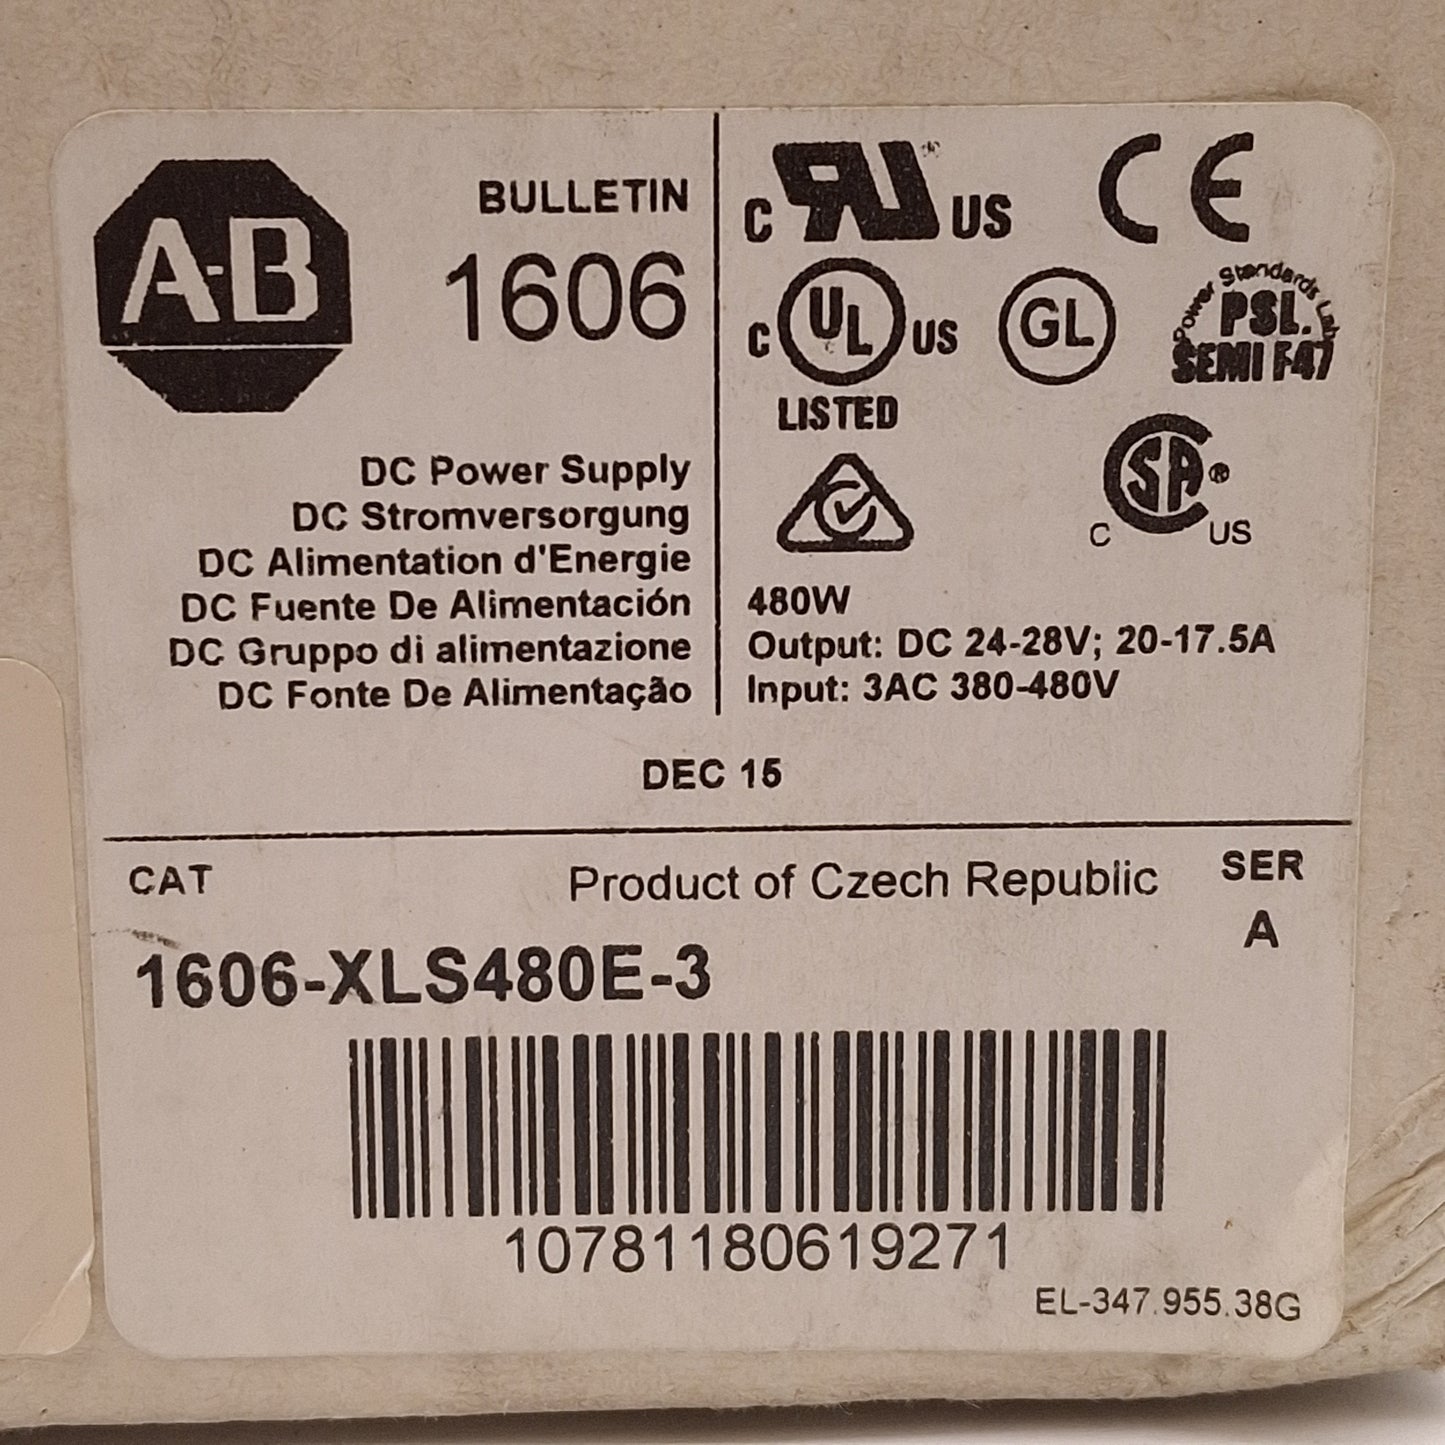 A-B
BULLETIN
1606
DC Power Supply
DC Stromversorgung
DC Alimentation d'Energie
DC Fuente De Alimentación
DC Gruppo di alimentazione
DC Fonte De Alimentação
c RU US
CE
c UL US
LISTED
GL
Power Standards Lab
PSL.
SEMI F47
C SA® US
480W
Output: DC 24-28V; 20-17.5A
Input: 3AC 380-480V
DEC 15
CAT
Product of Czech Republic
SER
A
1606-XLS480E-3
10781180619271
EL-347.955.38G